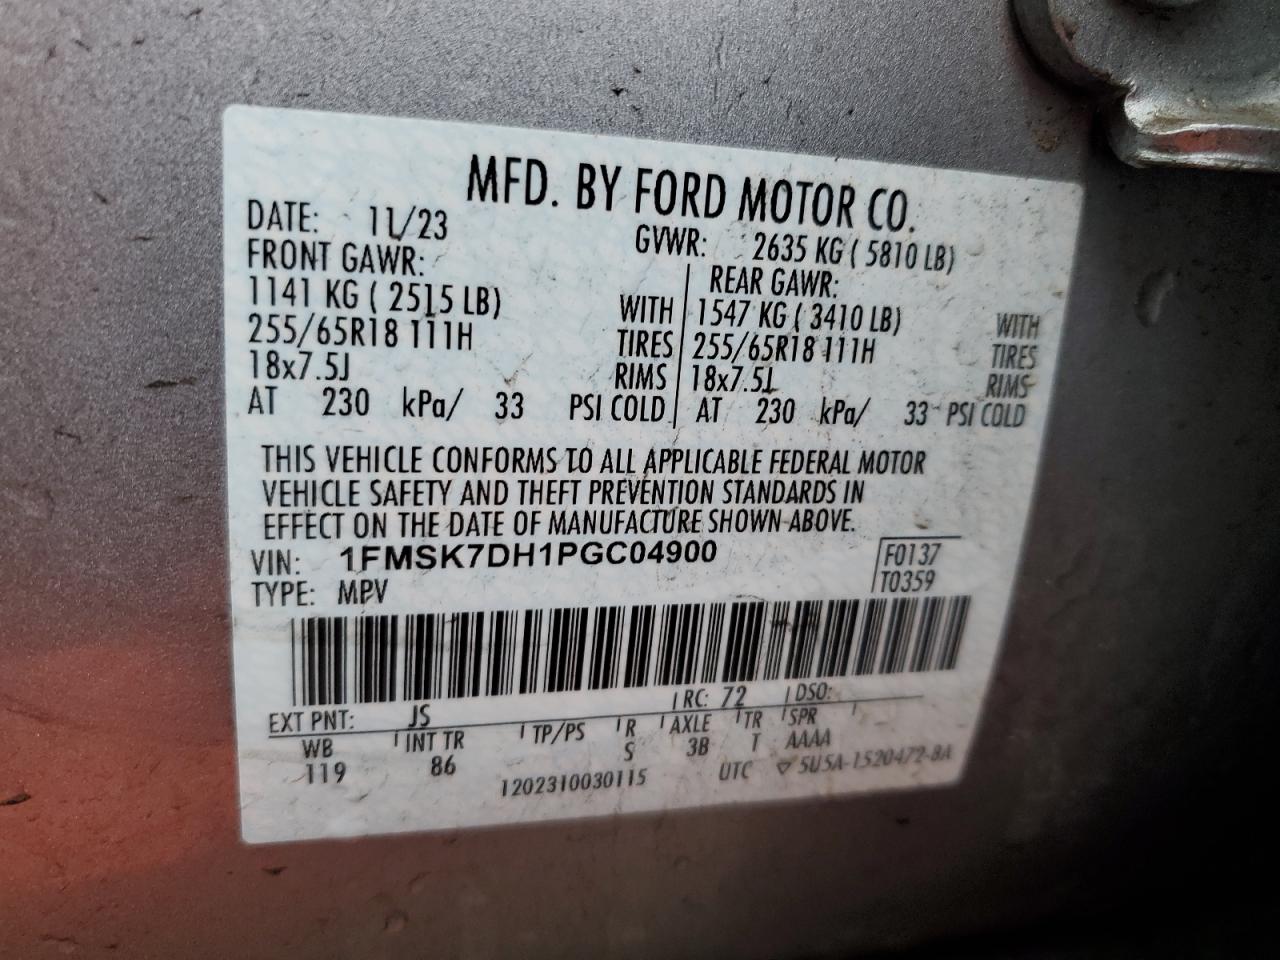 MFD. BY FORD MOTOR CO.
DATE: 11/23 GVWR: 2635 KG ( 5810 LB)
FRONT GAWR: REAR GAWR:
1141 KG ( 2515 LB) WITH 1547 KG ( 3410 LB) WITH
255/65R18 111H TIRES 255/65R18 111H TIRES
18x7.5J RIMS 18x7.5J RIMS
AT 230 kPa/ 33 PSI COLD AT 230 kPa/ 33 PSI COLD
THIS VEHICLE CONFORMS TO ALL APPLICABLE FEDERAL MOTOR
VEHICLE SAFETY AND THEFT PREVENTION STANDARDS IN
EFFECT ON THE DATE OF MANUFACTURE SHOWN ABOVE.
VIN: 1FMSK7DH1PGC04900 F0137
TYPE: MPV T0359
EXT PNT: JS RC: 72 DSO:
WB INT TR TP/PS R AXLE TR SPR
119 86 S 3B T AAAA
1202310030115 UTC ▽ 5U5A-1520472-BA